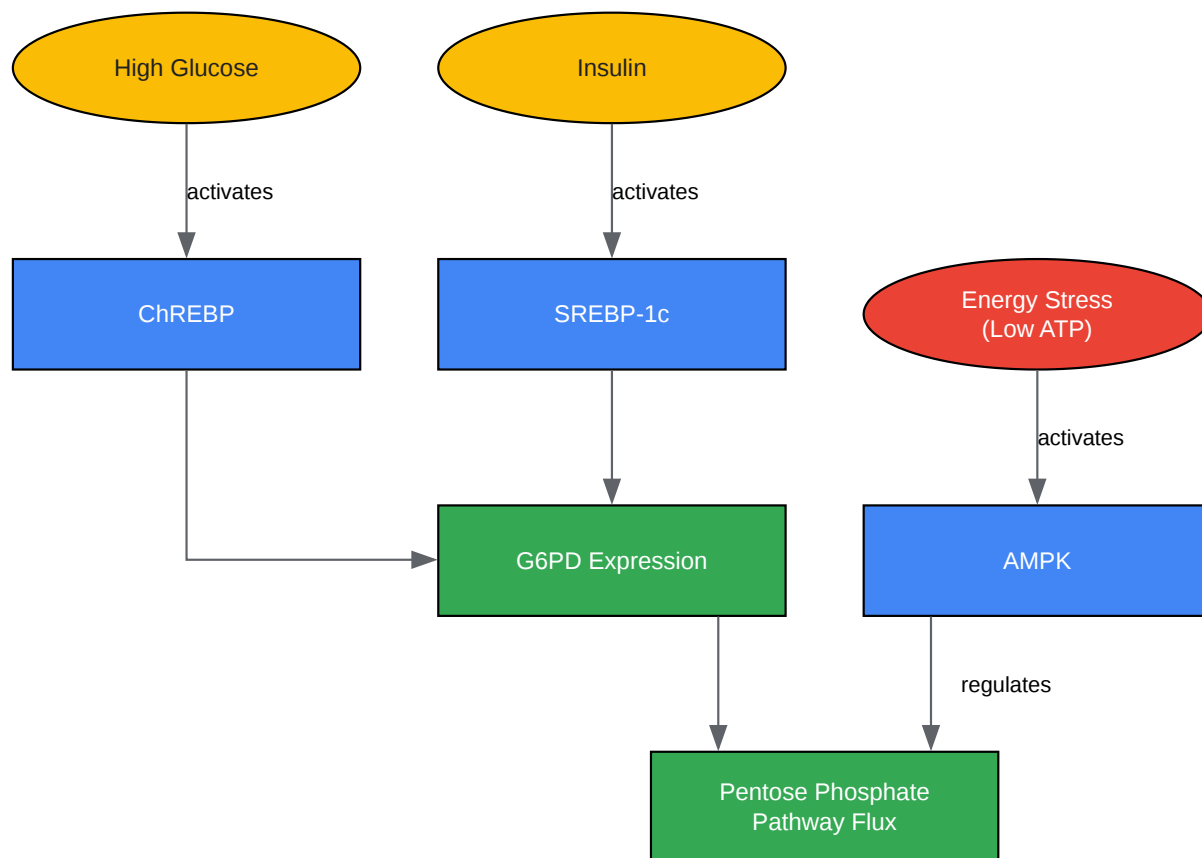 High Glucose
Insulin
activates
activates
ChREBP
SREBP-1c
Energy Stress
(Low ATP)
activates
G6PD Expression
AMPK
regulates
Pentose Phosphate
Pathway Flux